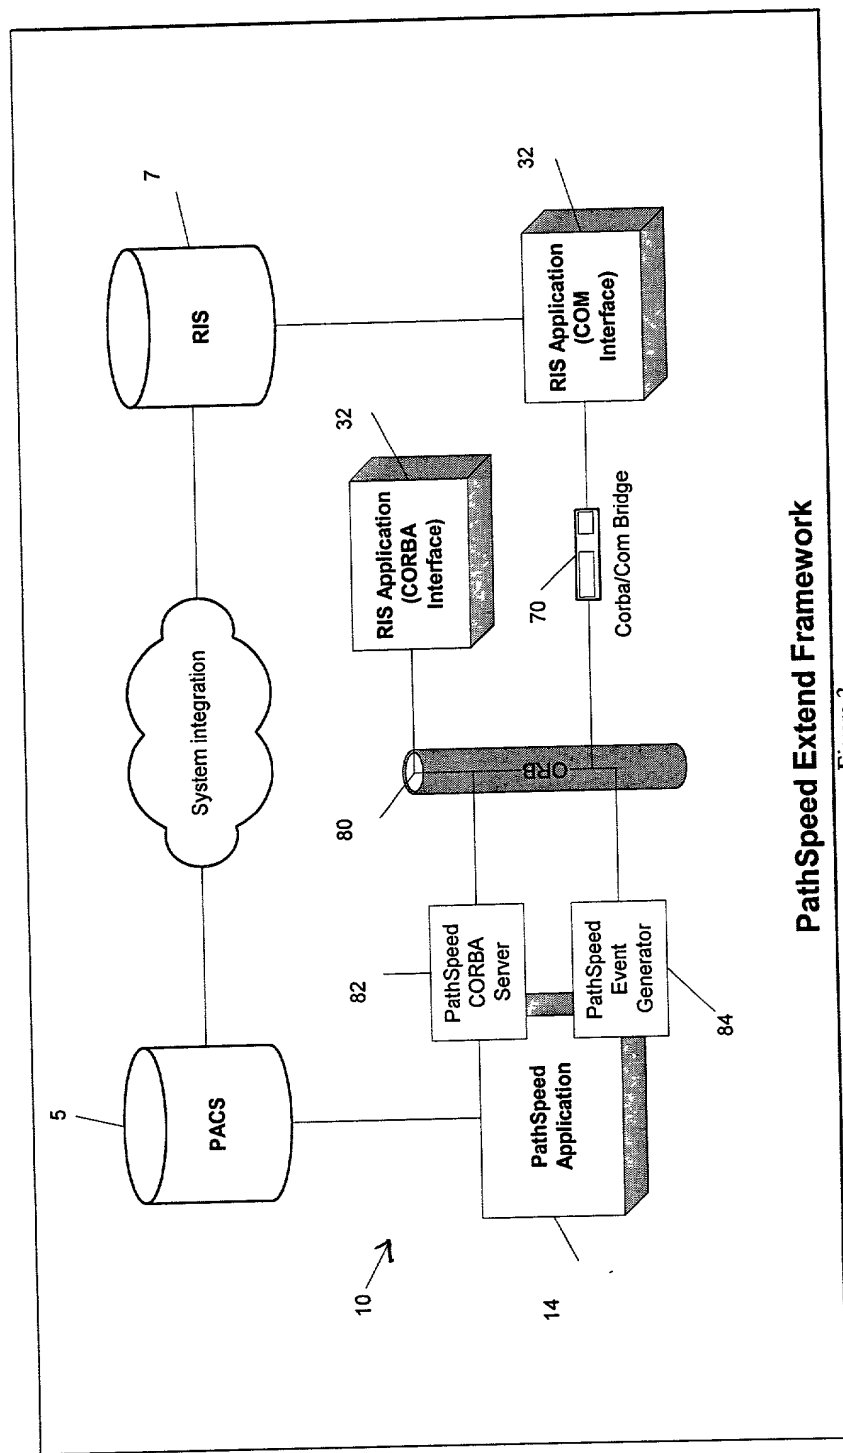 5
PACS
System integration
RIS
7
10
14
PathSpeed
Application
82
PathSpeed
CORBA
Server
PathSpeed
Event
Generator
84
80
ORB
RIS Application
(CORBA
Interface)
32
70
Corba/Com Bridge
RIS Application
(COM
Interface)
32
PathSpeed Extend Framework